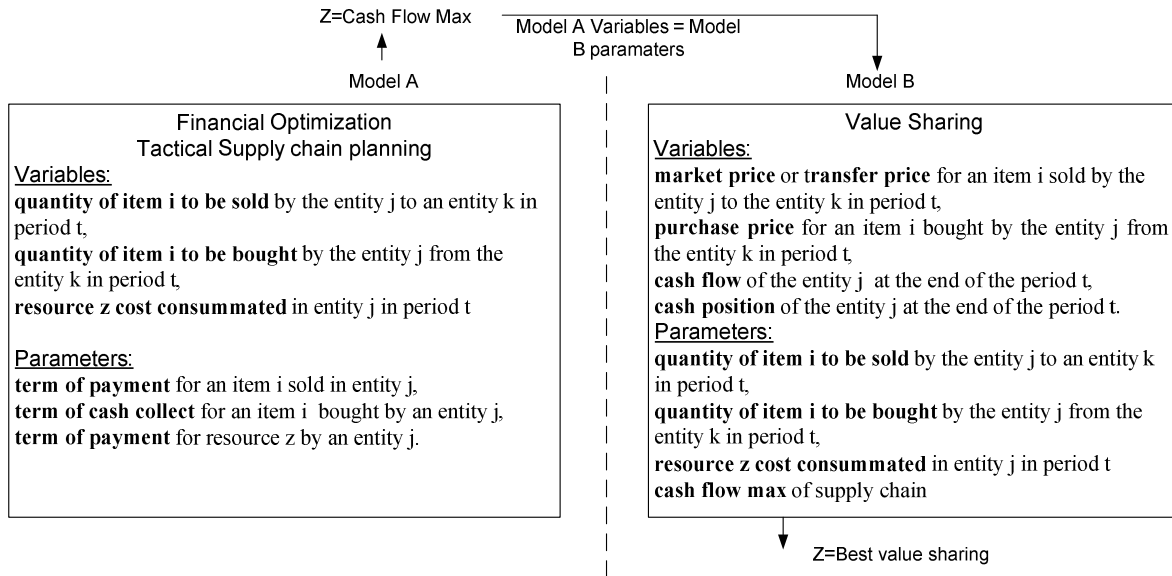 Z=Cash Flow Max
Model A Variables = Model
B paramaters
Model A
Financial Optimization
Tactical Supply chain planning
Variables:
quantity of item i to be sold by the entity j to an entity k in
period t,
quantity of item i to be bought by the entity j from the
entity k in period t,
resource z cost consummated in entity j in period t
Parameters:
term of payment for an item i sold in entity j,
term of cash collect for an item i bought by an entity j,
term of payment for resource z by an entity j.
Model B
Value Sharing
Variables:
market price or transfer price for an item i sold by the
entity j to the entity k in period t,
purchase price for an item i bought by the entity j from
the entity k in period t,
cash flow of the entity j at the end of the period t,
cash position of the entity j at the end of the period t.
Parameters:
quantity of item i to be sold by the entity j to an entity k
in period t,
quantity of item i to be bought by the entity j from the
entity k in period t,
resource z cost consummated in entity j in period t
cash flow max of supply chain
Z=Best value sharing